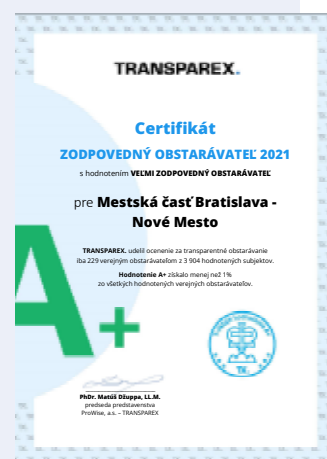 TRANSPAREX.
Certifikát
ZODPOVEDNÝ OBSTARÁVATEĽ 2021
s hodnotením VEĽMI ZODPOVEDNÝ OBSTARÁVATEĽ
pre Mestská časť Bratislava -
Nové Mesto
TRANSPAREX. udelil ocenenie za transparentné obstarávanie
iba 229 verejným obstarávateľom z 3 904 hodnotených subjektov.
Hodnotenie A+ získalo menej než 1%
zo všetkých hodnotených verejných obstarávateľov.
A+
PhDr. Matúš Džuppa, LL.M.
predseda predstavenstva
ProWise, a.s. – TRANSPAREX